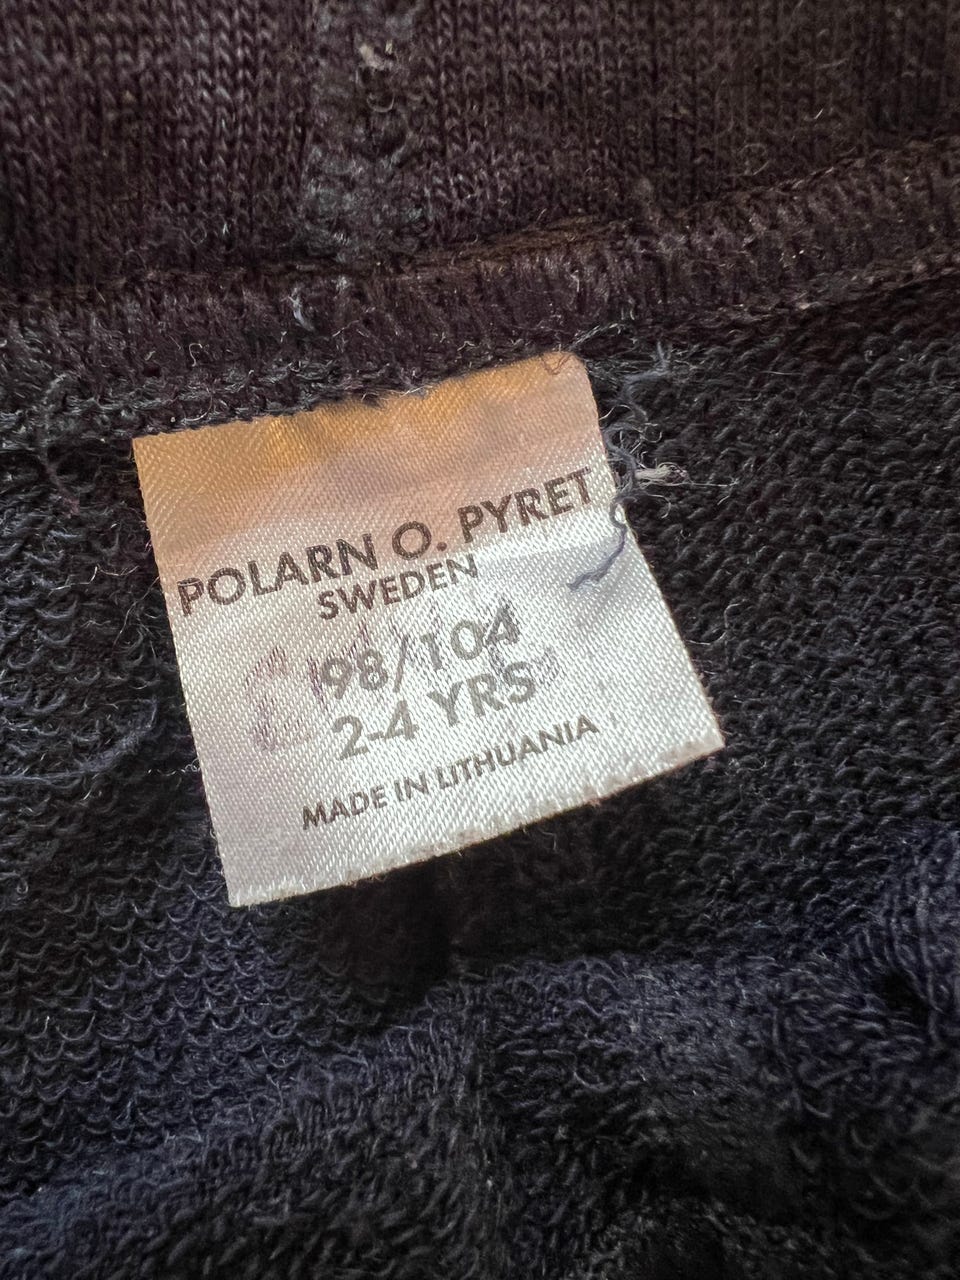 POLARN O. PYRET
SWEDEN
98/104
2-4 YRS
MADE IN LITHUANIA